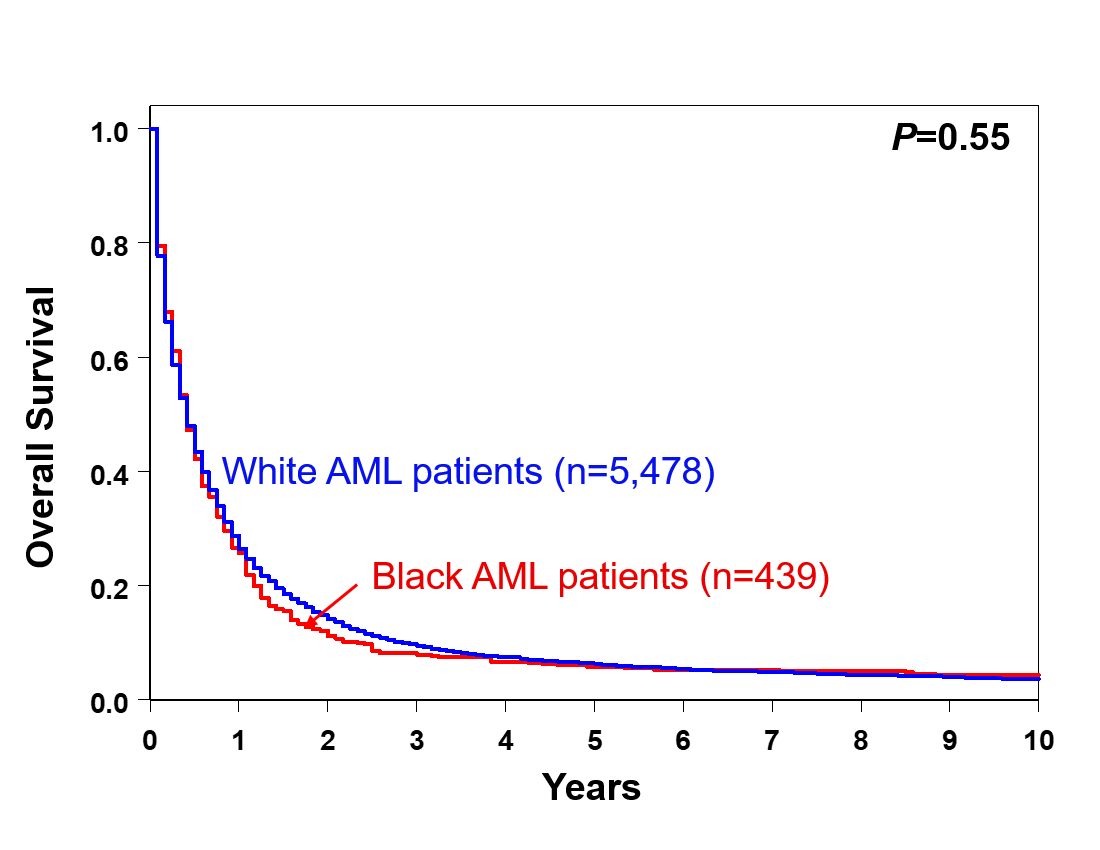 P=0.55
1.0
0.8
0.6
0.4
0.2
0.0
Overall Survival
White AML patients (n=5,478)
Black AML patients (n=439)
0 1 2 3 4 5 6 7 8 9 10
Years